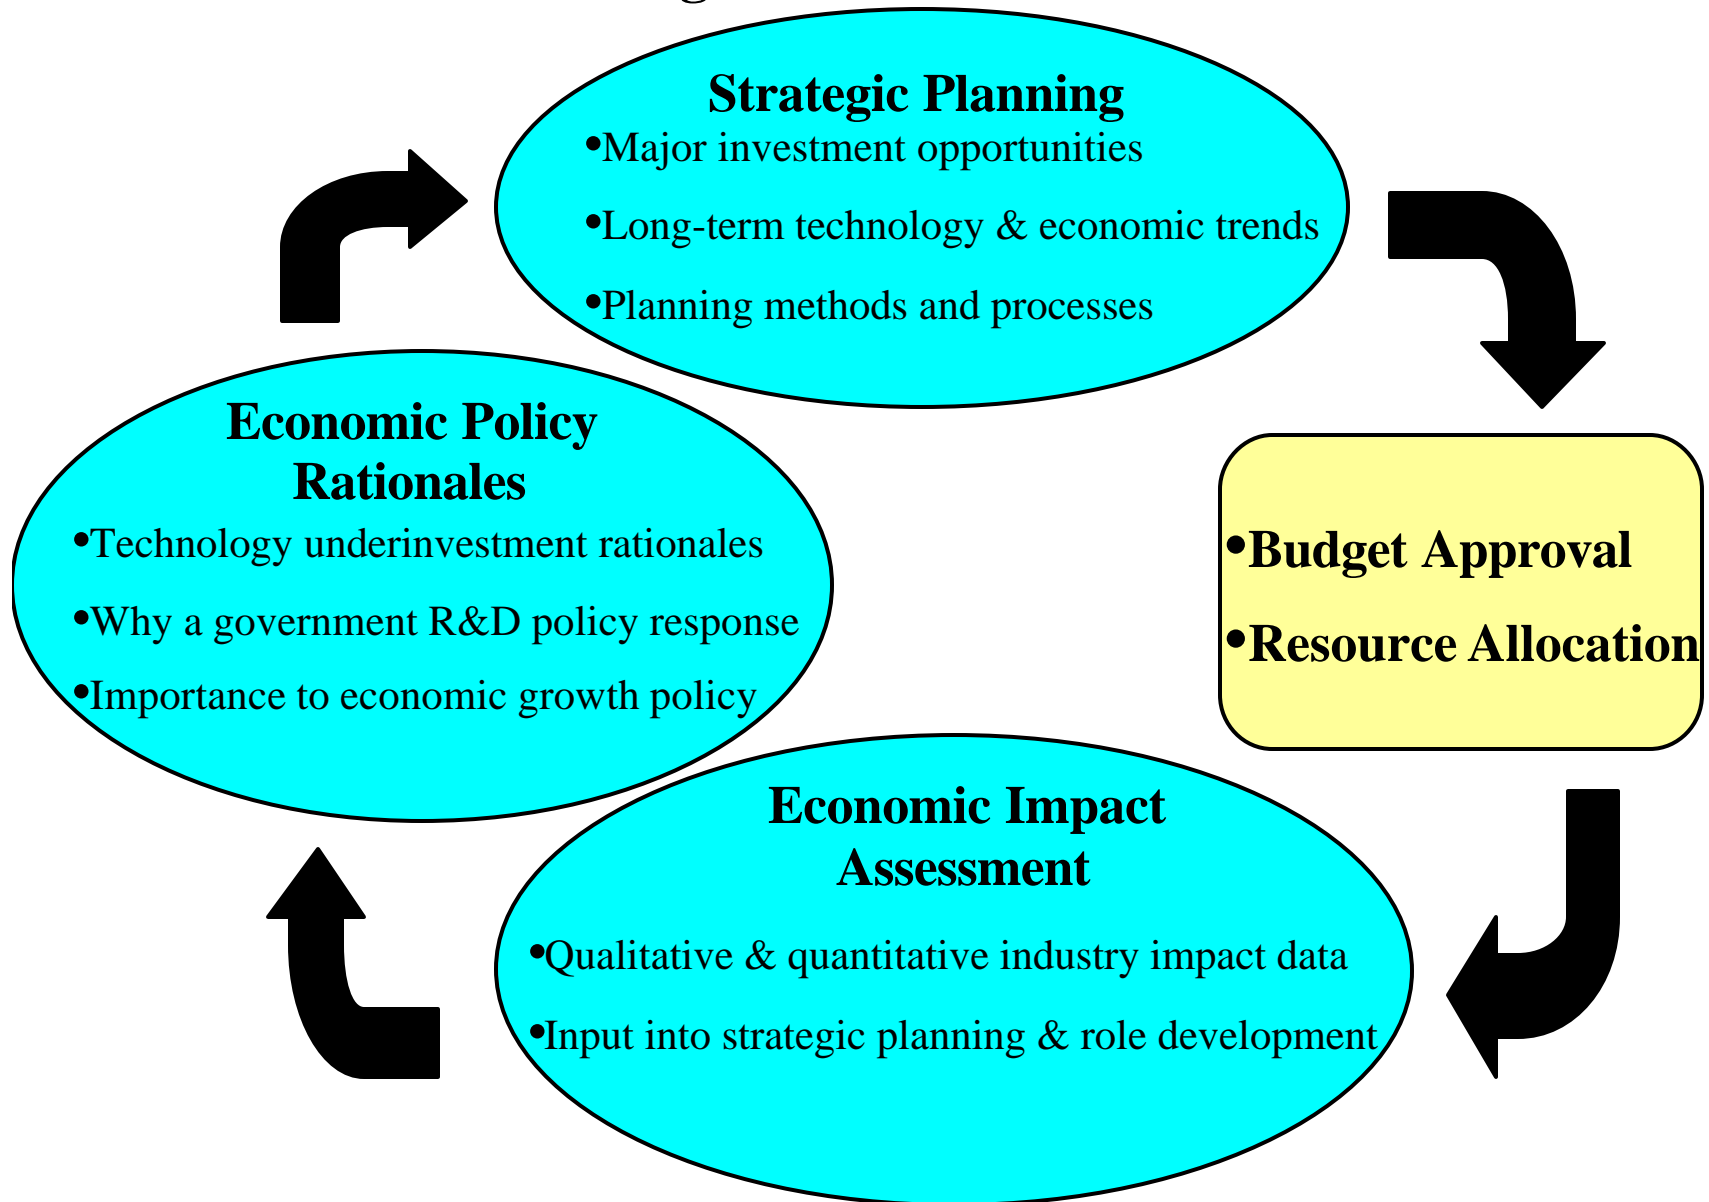 Strategic Planning
•Major investment opportunities
•Long-term technology & economic trends
•Planning methods and processes
Economic Policy
Rationales
•Technology underinvestment rationales
•Why a government R&D policy response
•Importance to economic growth policy
•Budget Approval
•Resource Allocation
Economic Impact
Assessment
•Qualitative & quantitative industry impact data
•Input into strategic planning & role development